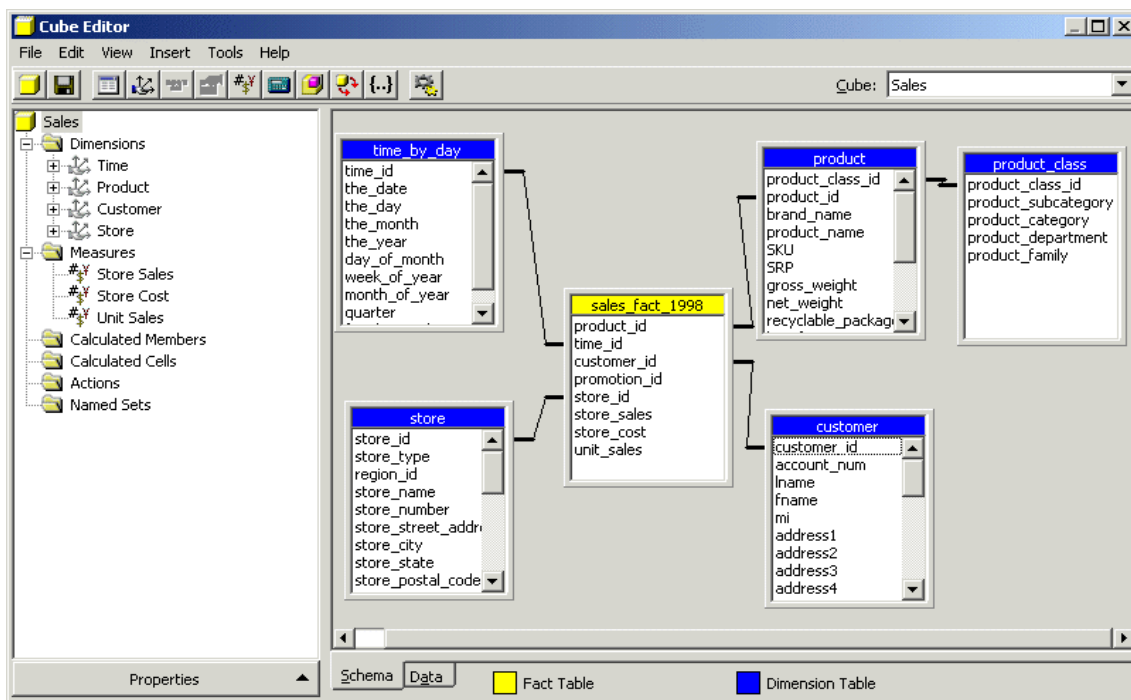 Cube Editor
File Edit View Insert Tools Help
Cube: Sales
Sales
Dimensions
Time
Product
Customer
Store
Measures
Store Sales
Store Cost
Unit Sales
Calculated Members
Calculated Cells
Actions
Named Sets
Properties
time_by_day
time_id
the_date
the_day
the_month
the_year
day_of_month
week_of_year
month_of_year
quarter
store
store_id
store_type
region_id
store_name
store_number
store_street_addr
store_city
store_state
store_postal_code
sales_fact_1998
product_id
time_id
customer_id
promotion_id
store_id
store_sales
store_cost
unit_sales
product
product_class_id
product_id
brand_name
product_name
SKU
SRP
gross_weight
net_weight
recyclable_packag
product_class
product_class_id
product_subcategory
product_category
product_department
product_family
customer
customer_id
account_num
lname
fname
mi
address1
address2
address3
address4
Schema Data
Fact Table
Dimension Table